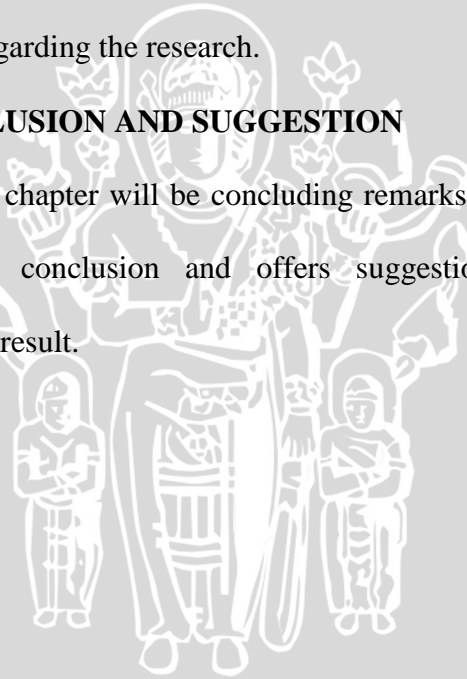 garding the research.
LUSION AND SUGGESTION
chapter will be concluding remarks
conclusion and offers suggestio
result.